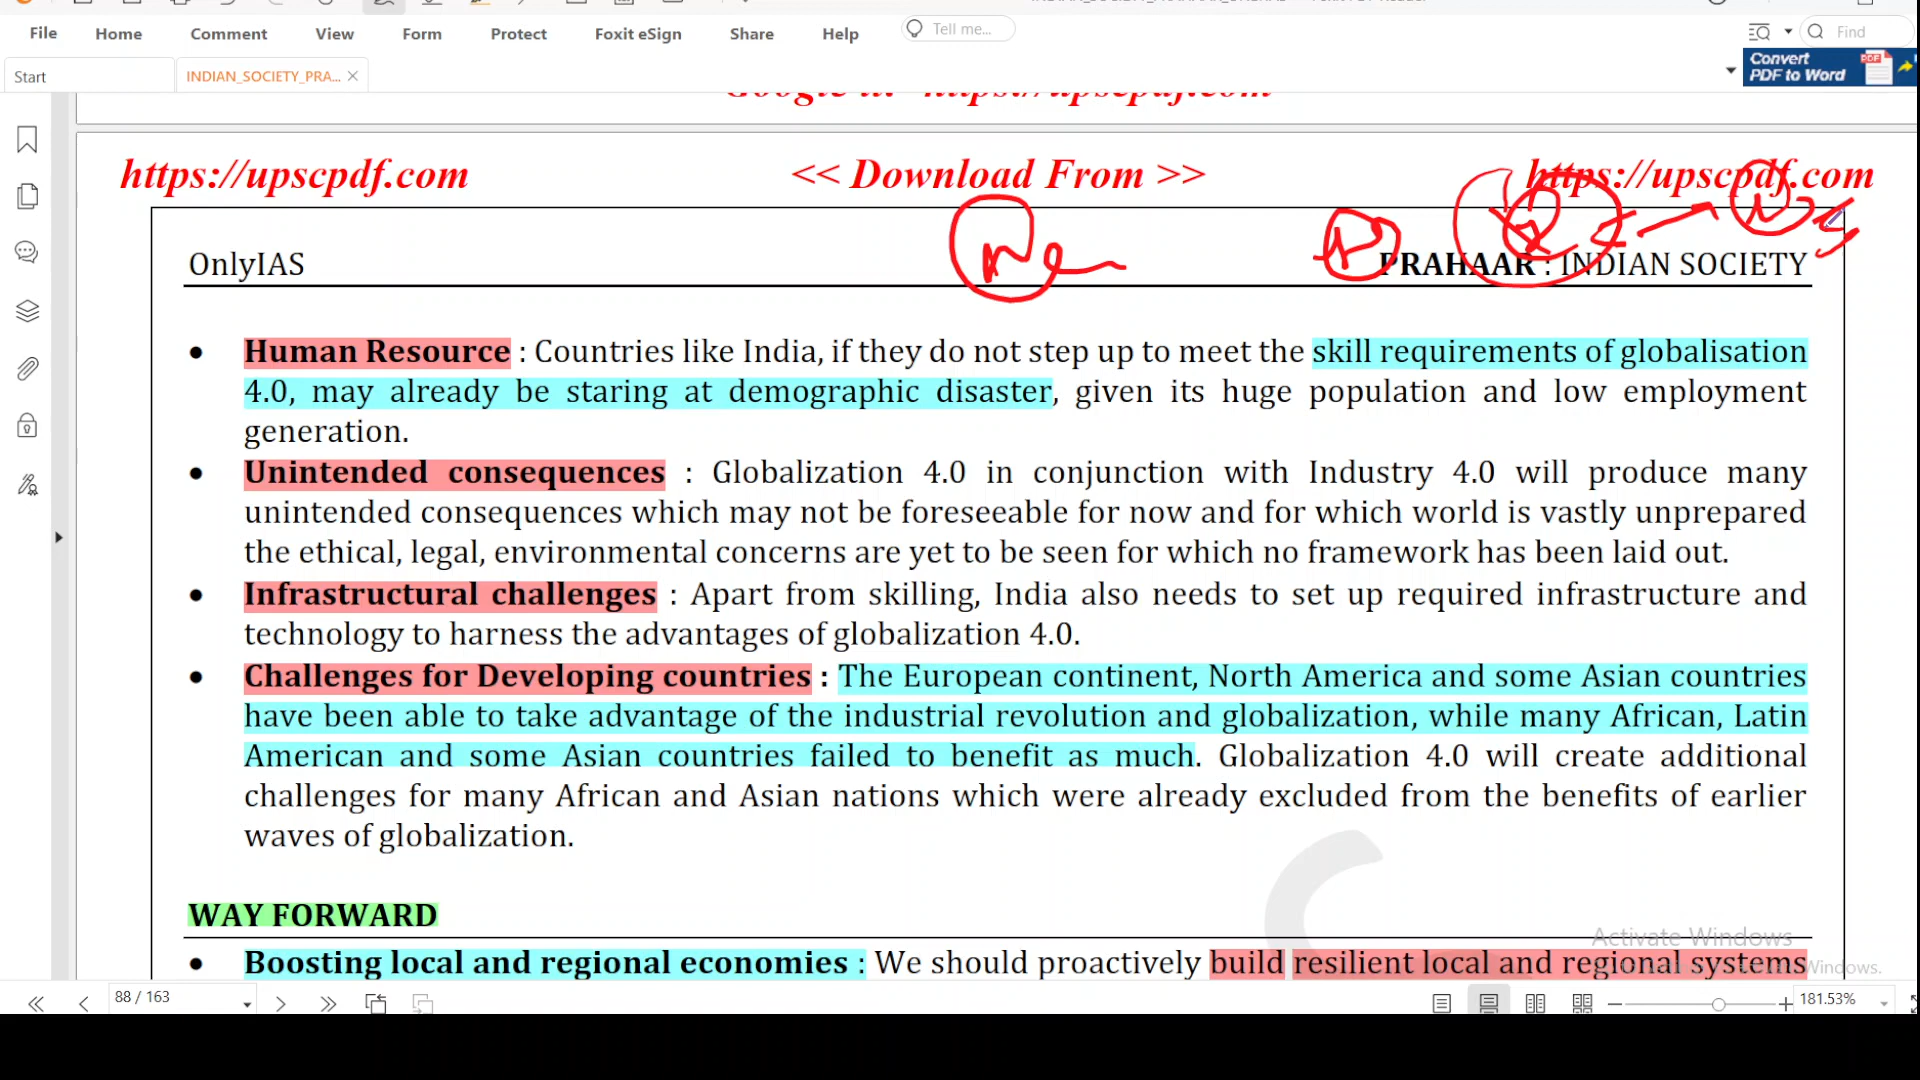 File Home Comment View Form Protect Foxit eSign Share Help Tell me... Find
Convert
PDF to Word
PDF
Start INDIAN_SOCIETY_PRA...
https://upscpdf.com << Download From >> https://upscpdf.com
OnlyIAS PRAHAAR : INDIAN SOCIETY
• Human Resource : Countries like India, if they do not step up to meet the skill requirements of globalisation
4.0, may already be staring at demographic disaster, given its huge population and low employment
generation.
• Unintended consequences : Globalization 4.0 in conjunction with Industry 4.0 will produce many
unintended consequences which may not be foreseeable for now and for which world is vastly unprepared
the ethical, legal, environmental concerns are yet to be seen for which no framework has been laid out.
• Infrastructural challenges : Apart from skilling, India also needs to set up required infrastructure and
technology to harness the advantages of globalization 4.0.
• Challenges for Developing countries : The European continent, North America and some Asian countries
have been able to take advantage of the industrial revolution and globalization, while many African, Latin
American and some Asian countries failed to benefit as much. Globalization 4.0 will create additional
challenges for many African and Asian nations which were already excluded from the benefits of earlier
waves of globalization.
WAY FORWARD
• Boosting local and regional economies : We should proactively build resilient local and regional systems
Activate Windows
88 / 163 181.53%